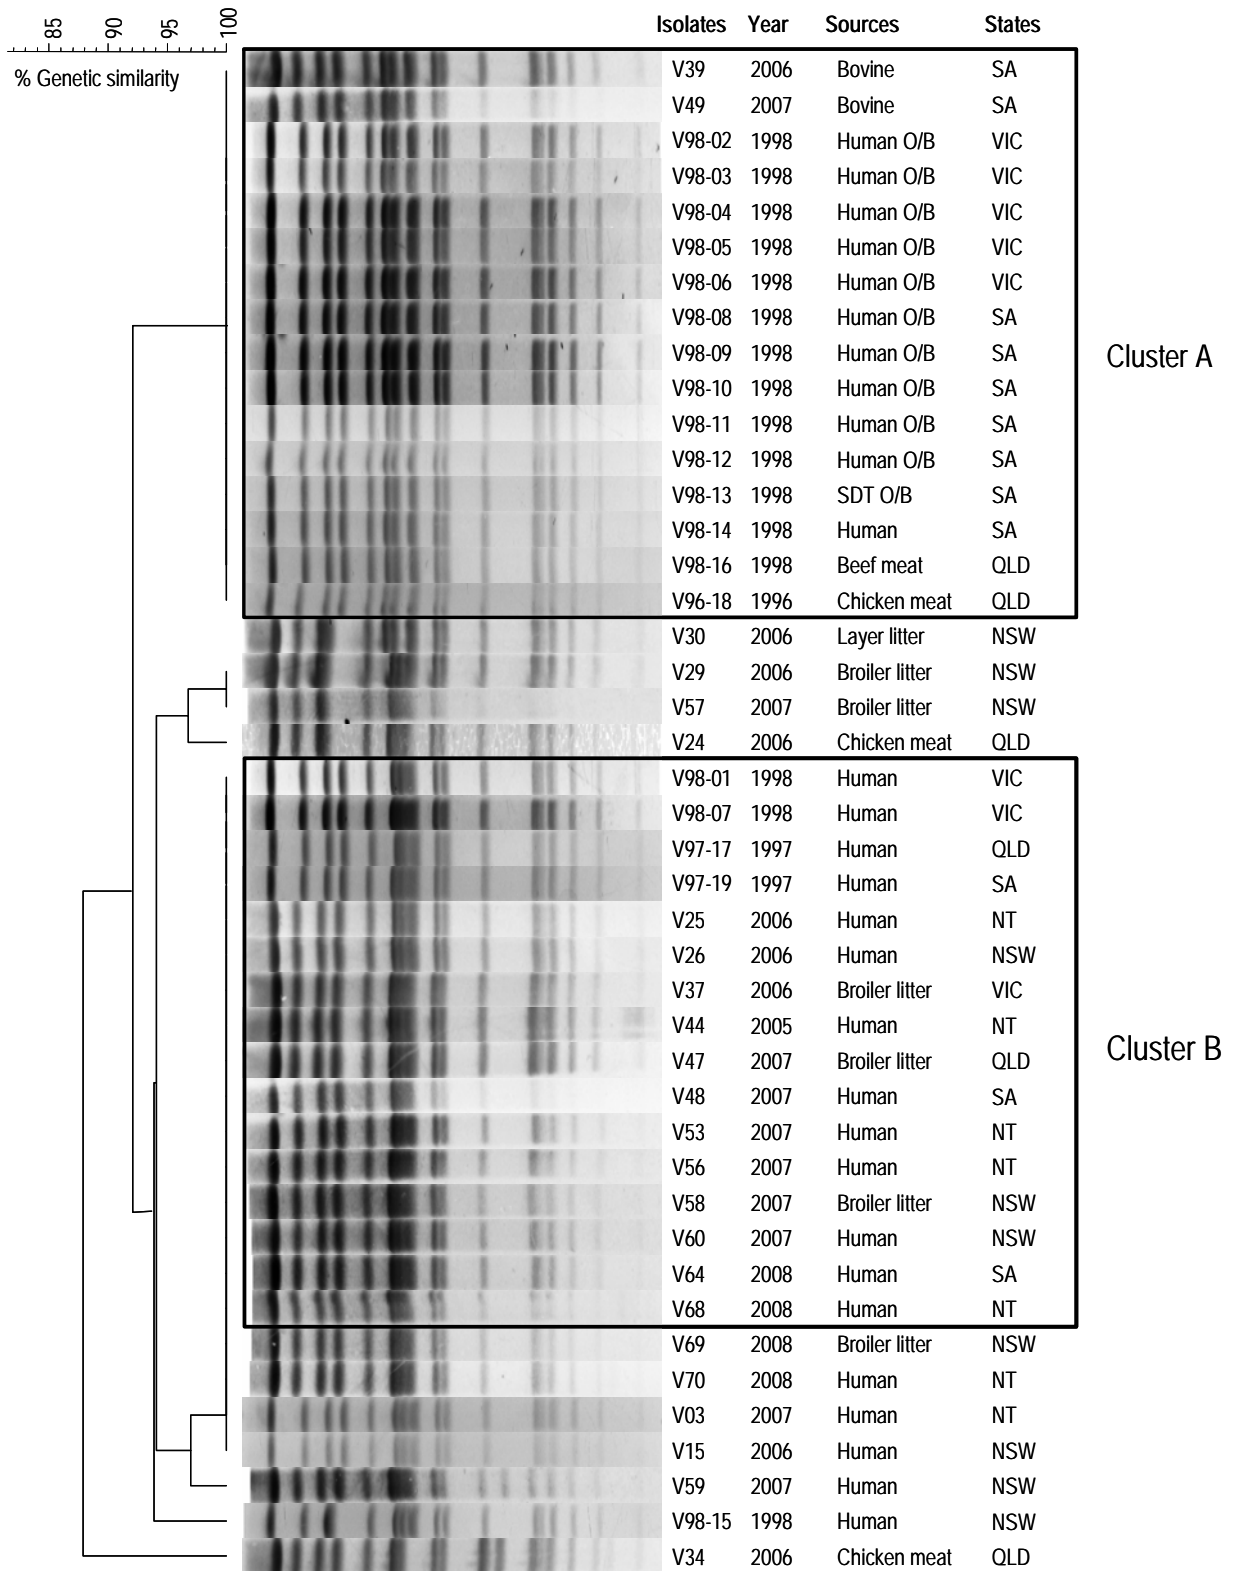 85 90 95 100
% Genetic similarity
Isolates Year Sources States
V39 2006 Bovine SA
V49 2007 Bovine SA
V98-02 1998 Human O/B VIC
V98-03 1998 Human O/B VIC
V98-04 1998 Human O/B VIC
V98-05 1998 Human O/B VIC
V98-06 1998 Human O/B VIC
V98-08 1998 Human O/B SA
V98-09 1998 Human O/B SA
Cluster A
V98-10 1998 Human O/B SA
V98-11 1998 Human O/B SA
V98-12 1998 Human O/B SA
V98-13 1998 SDT O/B SA
V98-14 1998 Human SA
V98-16 1998 Beef meat QLD
V96-18 1996 Chicken meat QLD
V30 2006 Layer litter NSW
V29 2006 Broiler litter NSW
V57 2007 Broiler litter NSW
V24 2006 Chicken meat QLD
V98-01 1998 Human VIC
V98-07 1998 Human VIC
V97-17 1997 Human QLD
V97-19 1997 Human SA
V25 2006 Human NT
V26 2006 Human NSW
V37 2006 Broiler litter VIC
V44 2005 Human NT
Cluster B
V47 2007 Broiler litter QLD
V48 2007 Human SA
V53 2007 Human NT
V56 2007 Human NT
V58 2007 Broiler litter NSW
V60 2007 Human NSW
V64 2008 Human SA
V68 2008 Human NT
V69 2008 Broiler litter NSW
V70 2008 Human NT
V03 2007 Human NT
V15 2006 Human NSW
V59 2007 Human NSW
V98-15 1998 Human NSW
V34 2006 Chicken meat QLD